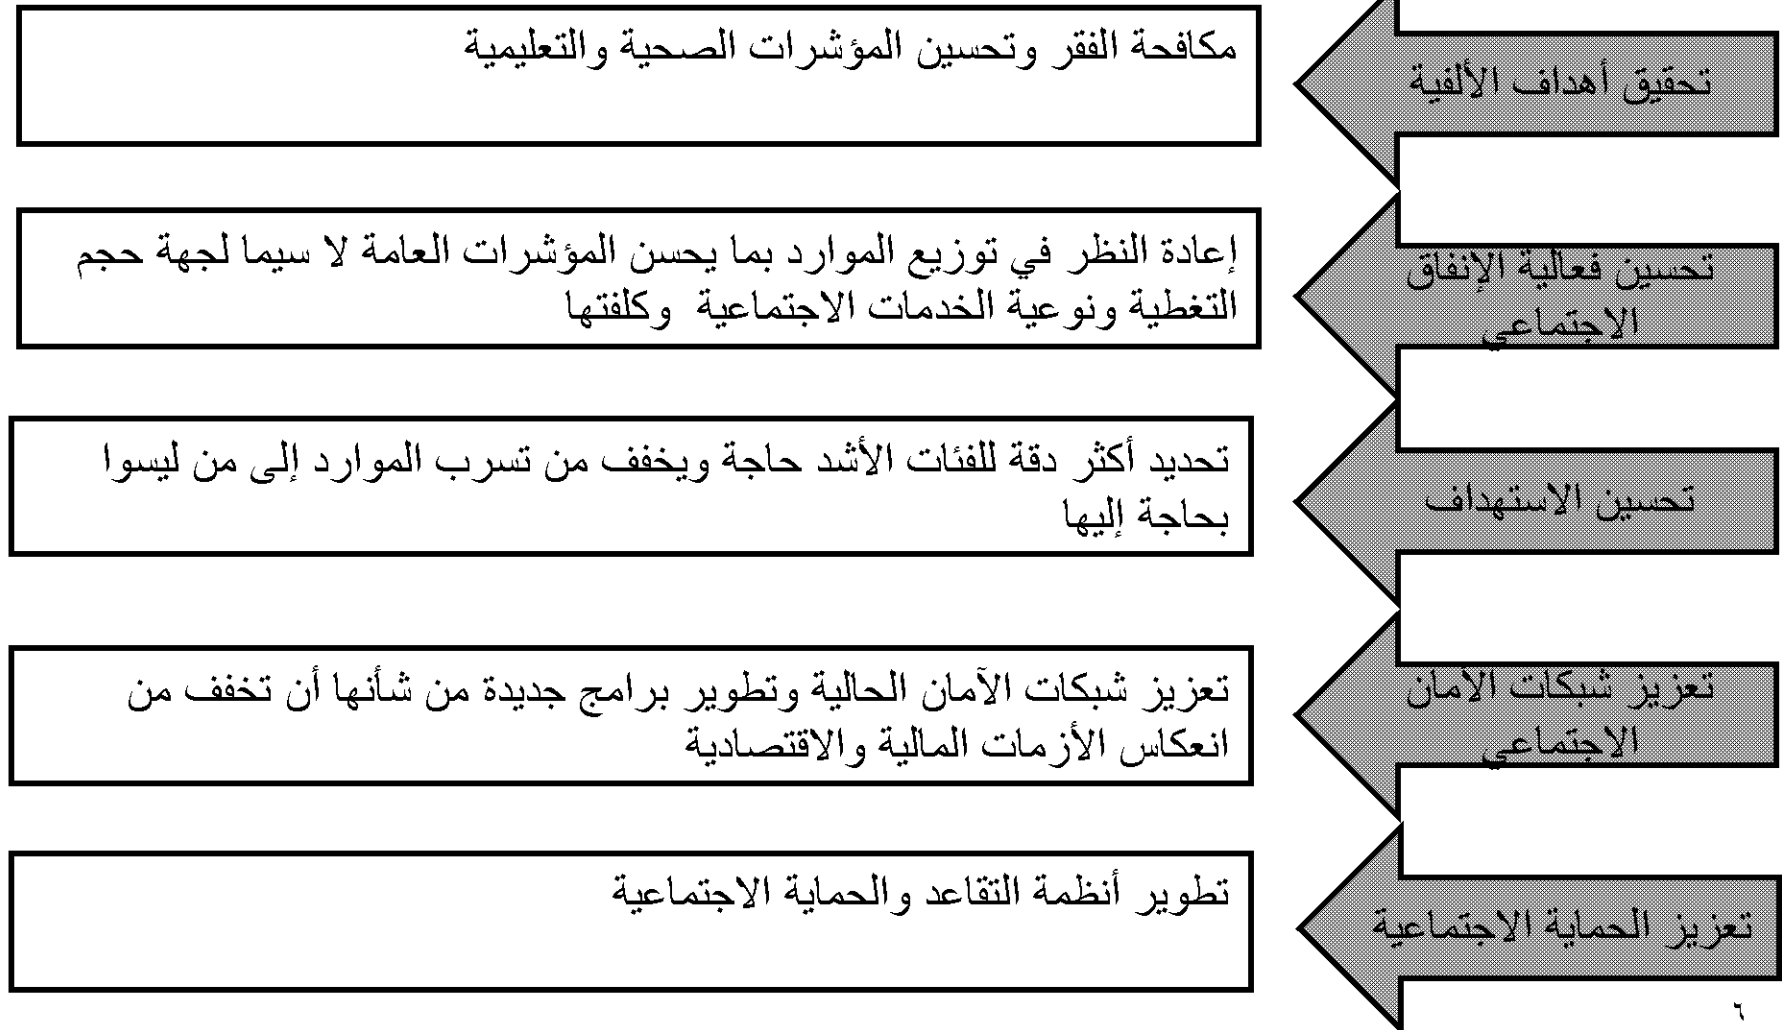 تحقيق أهداف الألفية
مكافحة الفقر وتحسين المؤشرات الصحية والتعليمية
تحسين فعالية الإنفاق
الاجتماعي
إعادة النظر في توزيع الموارد بما يحسن المؤشرات العامة لا سيما لجهة حجم
التغطية ونوعية الخدمات الاجتماعية وكلفتها
تحسين الاستهداف
تحديد أكثر دقة للفئات الأشد حاجة ويخفف من تسرب الموارد إلى من ليسوا
بحاجة إليها
تعزيز شبكات الأمان
الاجتماعي
تعزيز شبكات الآمان الحالية وتطوير برامج جديدة من شأنها أن تخفف من
انعكاس الأزمات المالية والاقتصادية
تعزيز الحماية الاجتماعية
تطوير أنظمة التقاعد والحماية الاجتماعية
٦